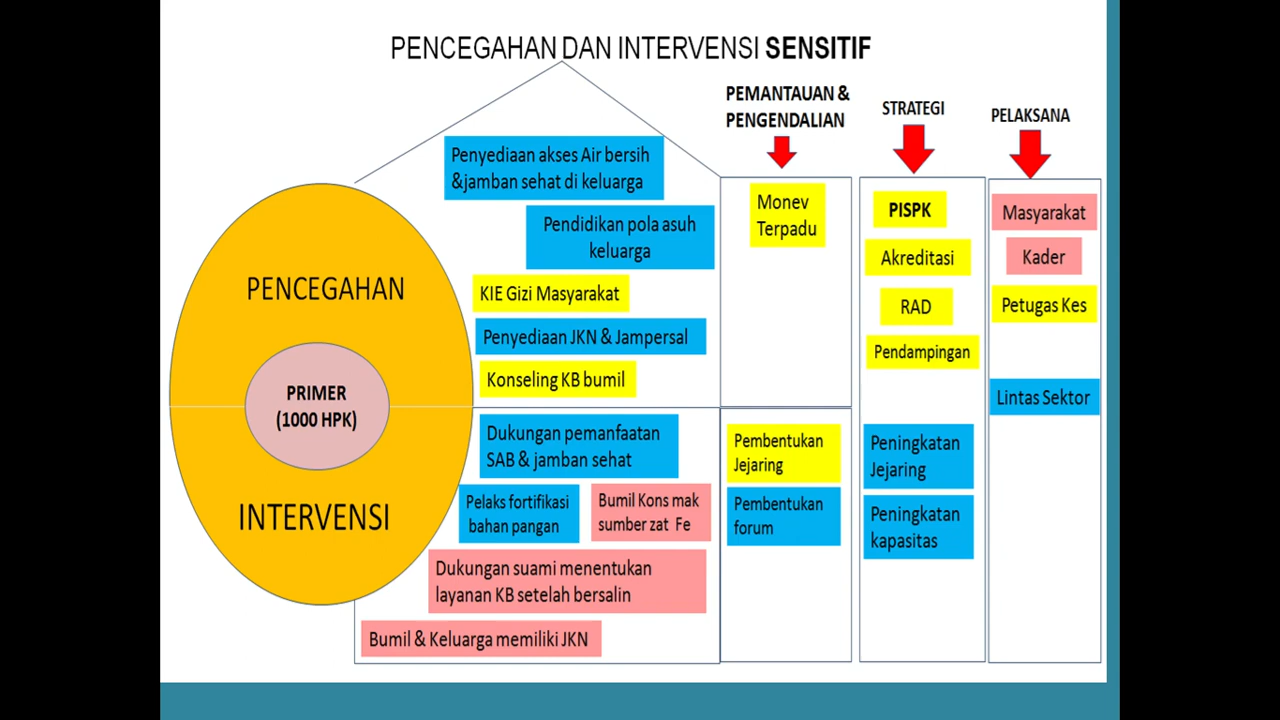 PENCEGAHAN DAN INTERVENSI SENSITIF
PEMANTAUAN &
PENGENDALIAN
STRATEGI
PELAKSANA
PENCEGAHAN
PRIMER
(1000 HPK)
INTERVENSI
Penyediaan akses Air bersih
&jamban sehat di keluarga
Pendidikan pola asuh
keluarga
KIE Gizi Masyarakat
Penyediaan JKN & Jampersal
Konseling KB bumil
Dukungan pemanfaatan
SAB & jamban sehat
Pelaks fortifikasi
bahan pangan
Bumil Kons mak
sumber zat Fe
Dukungan suami menentukan
layanan KB setelah bersalin
Bumil & Keluarga memiliki JKN
Monev
Terpadu
Pembentukan
Jejaring
Pembentukan
forum
PISPK
Akreditasi
RAD
Pendampingan
Peningkatan
Jejaring
Peningkatan
kapasitas
Masyarakat
Kader
Petugas Kes
Lintas Sektor